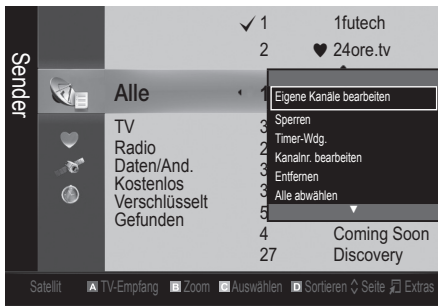 Sender
✓ 1 1futech
2 ♥ 24ore.tv
Alle
TV
Radio
Daten/And.
Kostenlos
Verschlüsselt
Gefunden
Eigene Kanäle bearbeiten
Sperren
Timer-Wdg.
Kanalnr. bearbeiten
Entfernen
Alle abwählen
4 Coming Soon
27 Discovery
Satellit A TV-Empfang B Zoom C Auswählen D Sortieren Seite Extras